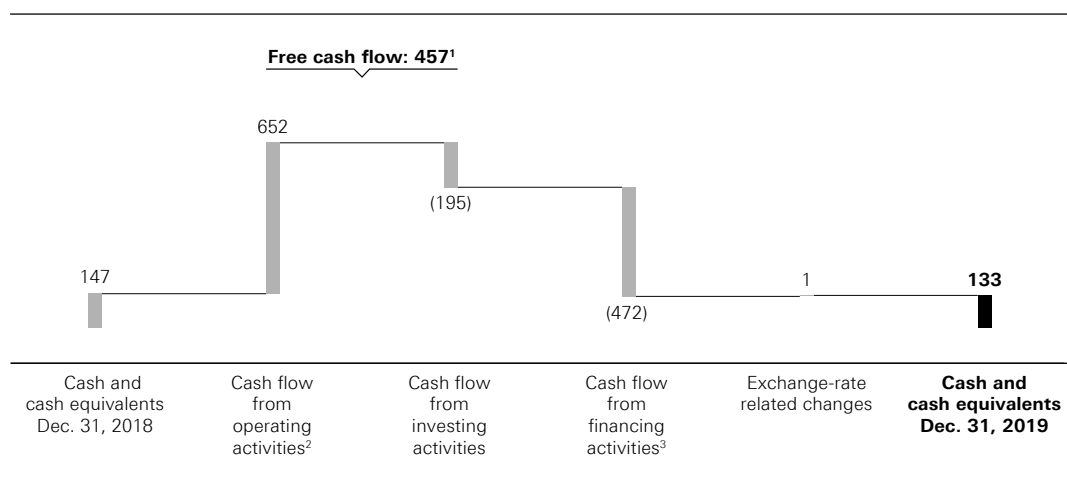 Free cash flow: 457¹
652
(195)
147
1
133
(472)
Cash and
cash equivalents
Dec. 31, 2018
Cash flow
from
operating
activities²
Cash flow
from
investing
activities
Cash flow
from
financing
activities³
Exchange-rate
related changes
Cash and
cash equivalents
Dec. 31, 2019